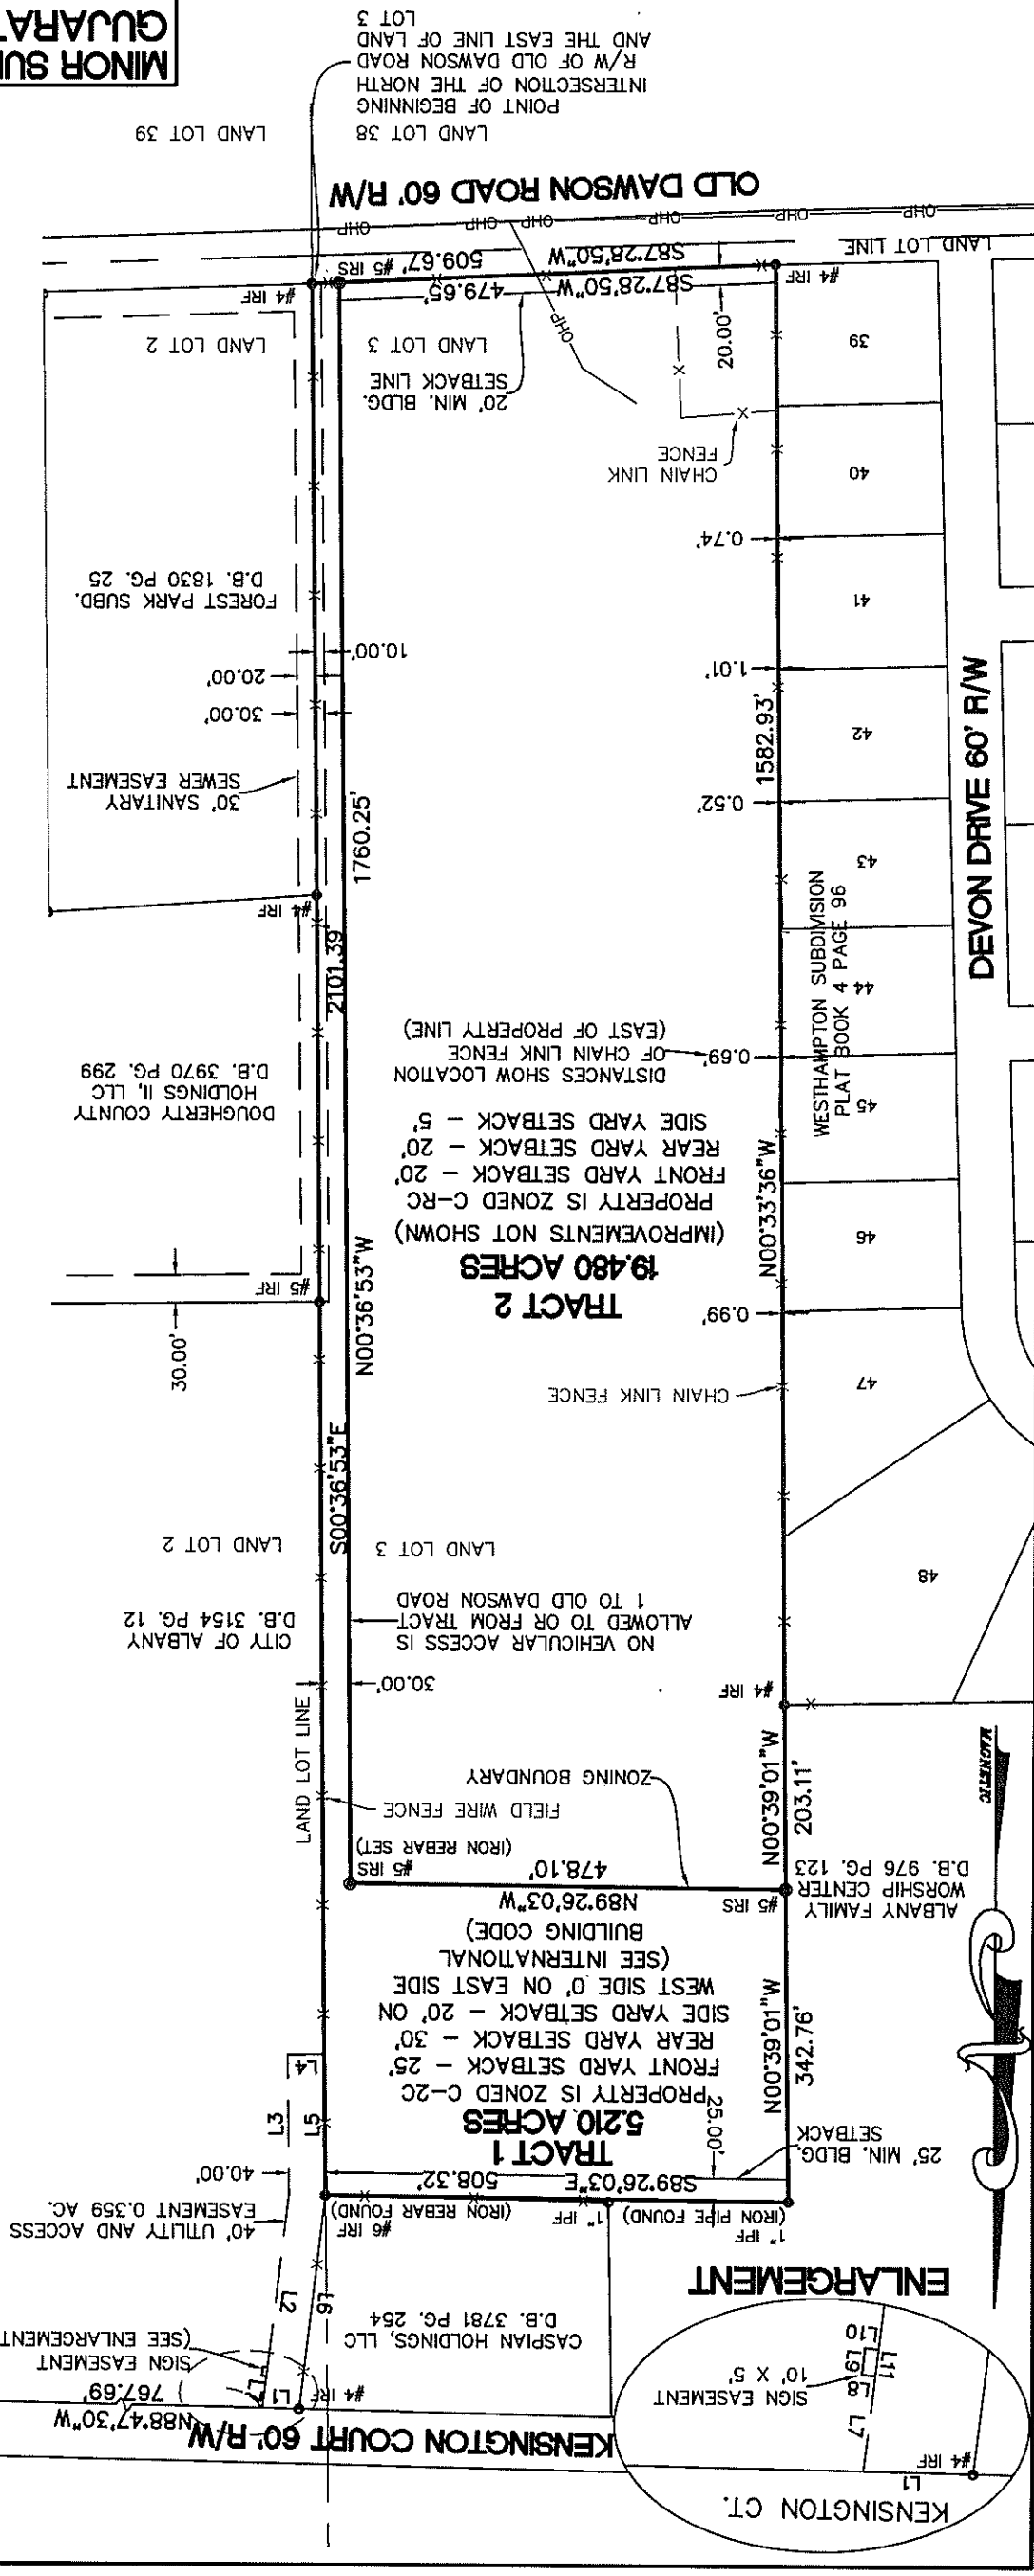 KENSINGTON CT.
L1
#4 IRF
L7
L8
L9
L10
L11
SIGN EASEMENT
10' X 5'
ENLARGEMENT
KENSINGTON COURT 60' R/W
N88°47'30"W
767.69'
SIGN EASEMENT
(SEE ENLARGEMENT
#4 IRF
L1
L7
L2
L6
CASPIAN HOLDINGS, LLC
D.B. 3781 PG. 254
40' UTILITY AND ACCESS
EASEMENT 0.359 AC.
40.00'
L3
L5
L4
1" IPF
(IRON PIPE FOUND)
1" IPF
(IRON REBAR FOUND)
#6 IRF
S89°26'03"E
508.32'
25' MIN. BLDG.
SETBACK
25.00'
TRACT 1
5.210 ACRES
PROPERTY IS ZONED C-2C
FRONT YARD SETBACK - 25'
REAR YARD SETBACK - 30'
SIDE YARD SETBACK - 20' ON
WEST SIDE 0' ON EAST SIDE
(SEE INTERNATIONAL
BUILDING CODE)
N00°39'01"W
342.76'
#5 IRS
N89°26'03"W
478.10'
#5 IRS
(IRON REBAR SET)
ALBANY FAMILY
WORSHIP CENTER
D.B. 976 PG. 123
MAGNETIC
N00°39'01"W
203.11'
ZONING BOUNDARY
FIELD WIRE FENCE
LAND LOT LINE
#4 IRF
30.00'
NO VEHICULAR ACCESS IS
ALLOWED TO OR FROM TRACT
1 TO OLD DAWSON ROAD
CITY OF ALBANY
D.B. 3154 PG. 12
LAND LOT 3
LAND LOT 2
48
S00°36'53"E
CHAIN LINK FENCE
47
30.00'
N00°36'53"W
#5 IRF
0.99'
TRACT 2
19.480 ACRES
(IMPROVEMENTS NOT SHOWN)
PROPERTY IS ZONED C-RC
FRONT YARD SETBACK - 20'
REAR YARD SETBACK - 20'
SIDE YARD SETBACK - 5'
N00°33'36"W
46
45
DISTANCES SHOW LOCATION
OF CHAIN LINK FENCE
(EAST OF PROPERTY LINE)
0.69'
DOUGHERTY COUNTY
HOLDINGS II, LLC
D.B. 3970 PG. 299
2101.39'
44
WESTHAMPTON SUBDIVISION
PLAT BOOK 4 PAGE 96
#4 IRF
1760.25'
43
0.52'
30' SANITARY
SEWER EASEMENT
1582.93'
42
DEVON DRIVE 60' R/W
30.00'
20.00'
10.00'
1.01'
FOREST PARK SUBD.
D.B. 1830 PG. 25
41
0.74'
40
CHAIN LINK
FENCE
20' MIN. BLDG.
SETBACK LINE
39
20.00'
LAND LOT 3
LAND LOT 2
OHP
#4 IRF
S87°28'50"W
479.65'
#5 IRS
#4 IRF
S87°28'50"W
509.67'
LAND LOT LINE
OHP
OHP
OHP
OHP
OHP
OHP
OLD DAWSON ROAD 60' R/W
LAND LOT 38
LAND LOT 39
POINT OF BEGINNING
INTERSECTION OF THE NORTH
R/W OF OLD DAWSON ROAD
AND THE EAST LINE OF LAND
LOT 3
MINOR SUB
GUJARAT